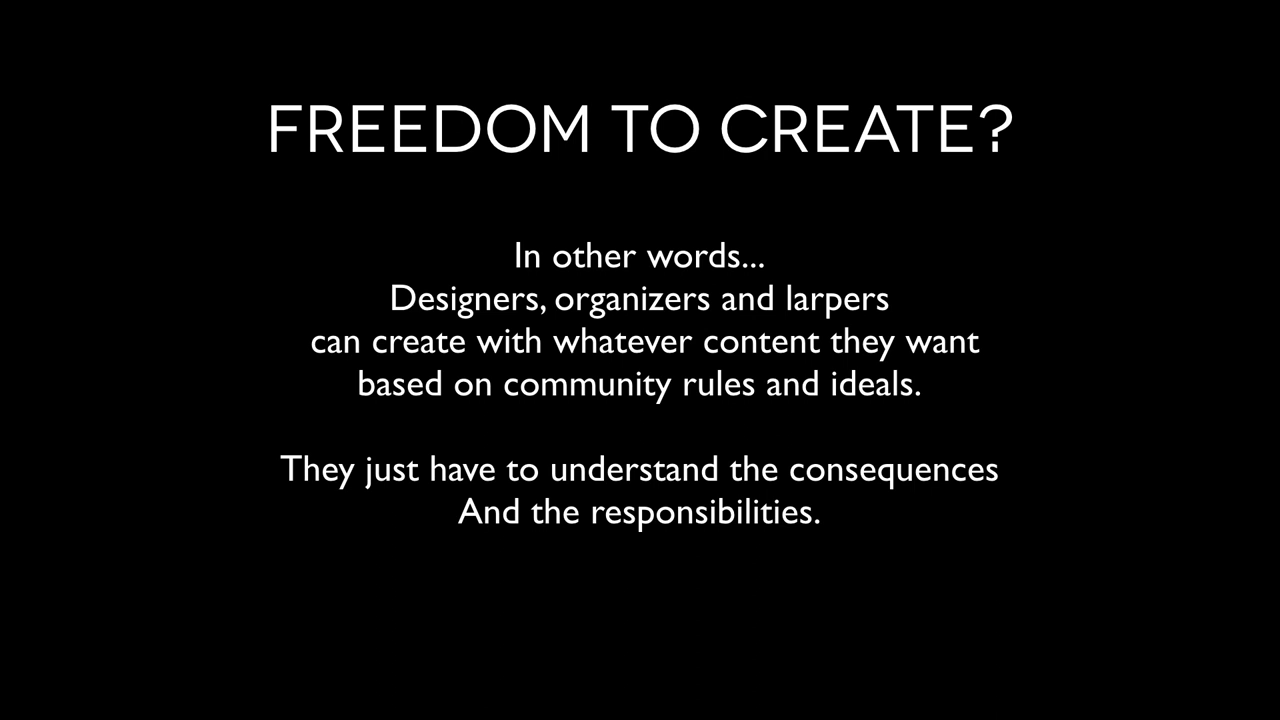 FREEDOM TO CREATE?
In other words...
Designers, organizers and larpers
can create with whatever content they want
based on community rules and ideals.
They just have to understand the consequences
And the responsibilities.